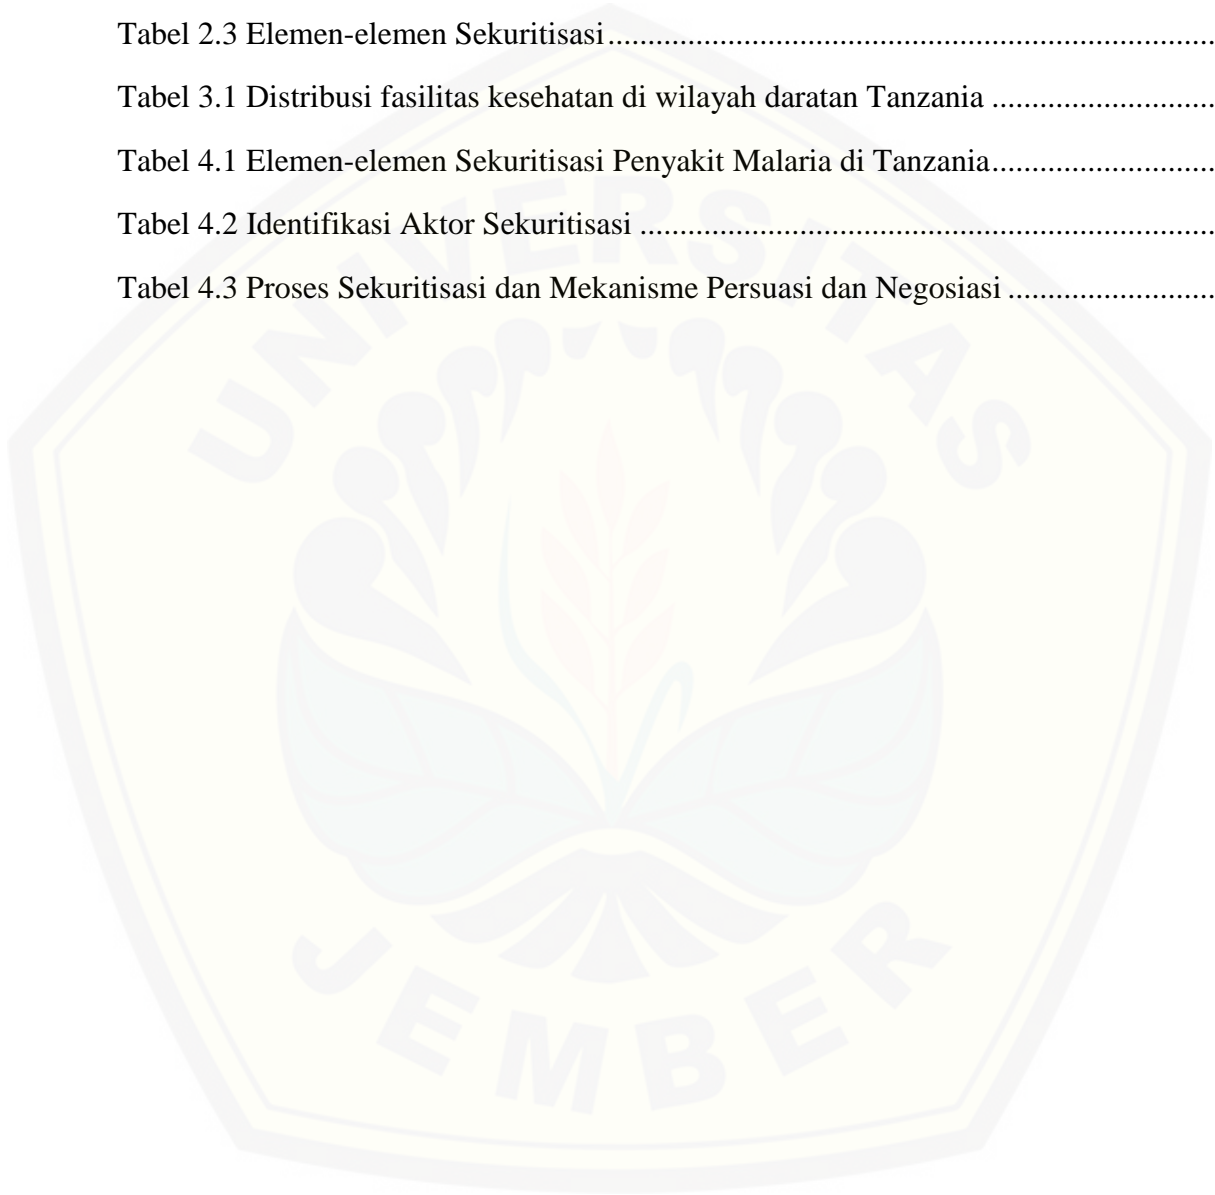 Tabel 2.3 Elemen-elemen Sekuritisasi................................................................................
Tabel 3.1 Distribusi fasilitas kesehatan di wilayah daratan Tanzania ...........................
Tabel 4.1 Elemen-elemen Sekuritisasi Penyakit Malaria di Tanzania...........................
Tabel 4.2 Identifikasi Aktor Sekuritisasi .......................................................................
Tabel 4.3 Proses Sekuritisasi dan Mekanisme Persuasi dan Negosiasi .........................
UNIVERSITAS
JEMBER